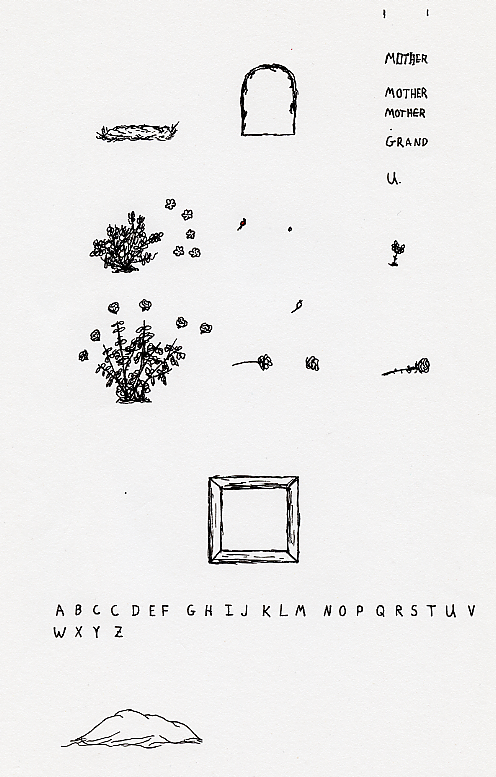 MOTHER
MOTHER
MOTHER
GRAND
U.
A B C C D E F G H I J K L M N O P Q R S T U V
W X Y Z